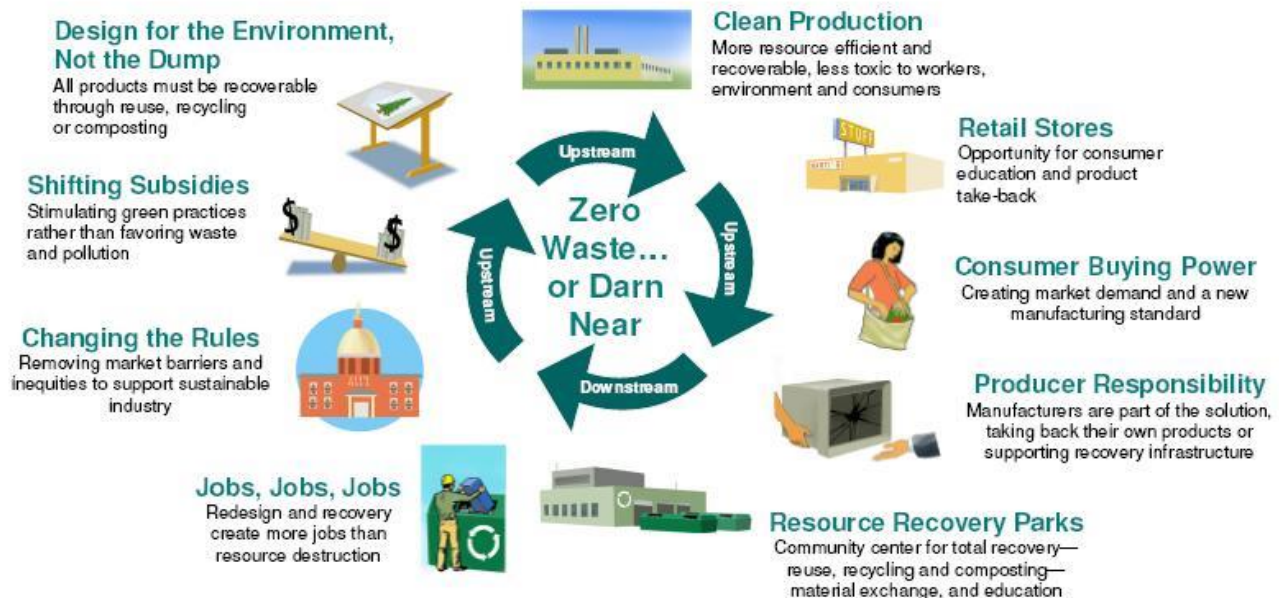 Design for the Environment,
Not the Dump
All products must be recoverable
through reuse, recycling
or composting
Clean Production
More resource efficient and
recoverable, less toxic to workers,
environment and consumers
STUFF
Retail Stores
Opportunity for consumer
education and product
take-back
Shifting Subsidies
Stimulating green practices
rather than favoring waste
and pollution
$
$
Upstream
Upstream
Upstream
Downstream
Zero
Waste...
or Darn
Near
Consumer Buying Power
Creating market demand and a new
manufacturing standard
Changing the Rules
Removing market barriers and
inequities to support sustainable
industry
Producer Responsibility
Manufacturers are part of the solution,
taking back their own products or
supporting recovery infrastructure
Jobs, Jobs, Jobs
Redesign and recovery
create more jobs than
resource destruction
Resource Recovery Parks
Community center for total recovery—
reuse, recycling and composting—
material exchange, and education